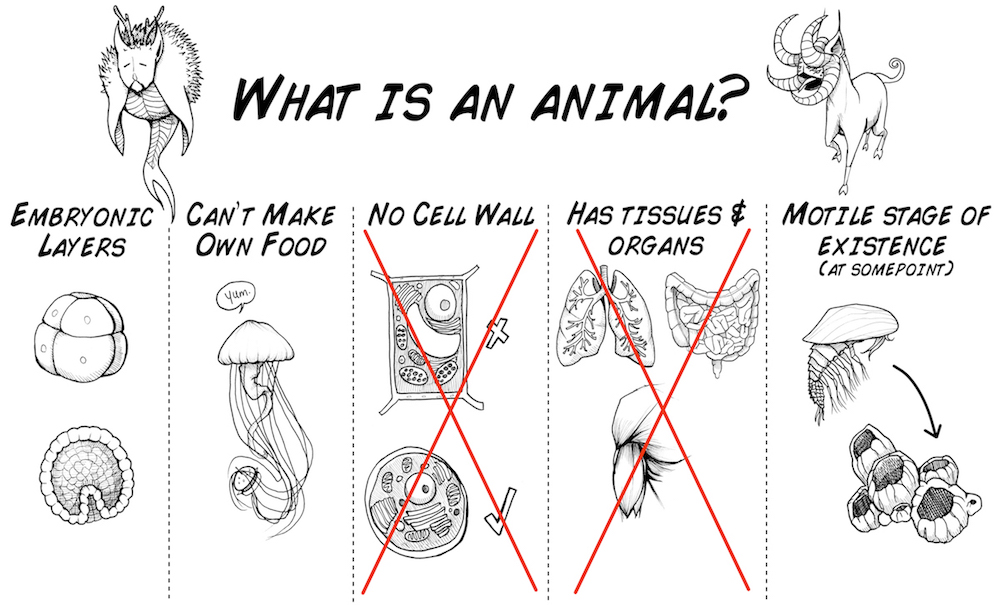 WHAT IS AN ANIMAL?
EMBRYONIC
LAYERS
CAN'T MAKE
OWN FOOD
yum.
NO CELL WALL
HAS TISSUES &
ORGANS
MOTILE STAGE OF
EXISTENCE
(AT SOMEPOINT)